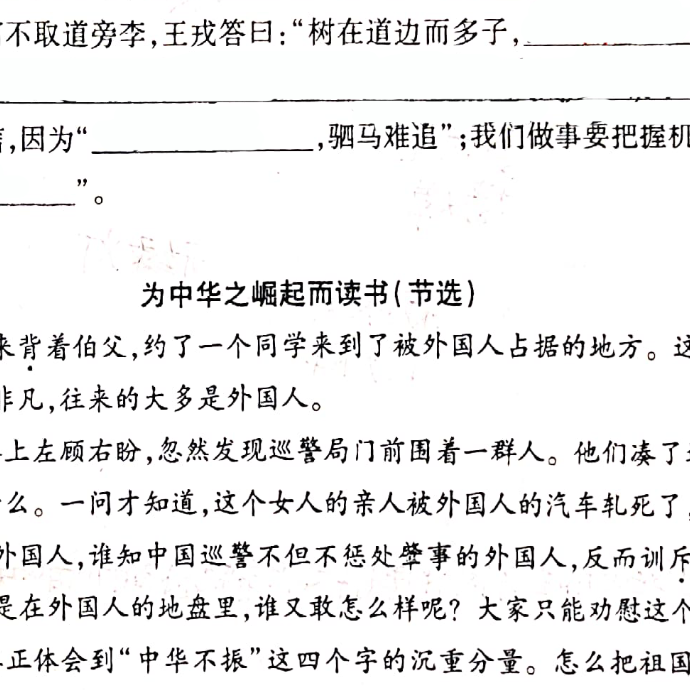 不取道旁李,王戎答曰:“树在道边而多子,
,因为“ ,驷马难追”;我们做事要把握机
”。
为中华之崛起而读书(节选)
来背着伯父,约了一个同学来到了被外国人占据的地方。这
非凡,往来的大多是外国人。
上左顾右盼,忽然发现巡警局门前围着一群人。他们凑了
么。一问才知道,这个女人的亲人被外国人的汽车轧死了,
外国人,谁知中国巡警不但不惩处肇事的外国人,反而训斥
是在外国人的地盘里,谁又敢怎么样呢?大家只能劝慰这个
正体会到“中华不振”这四个字的沉重分量。怎么把祖国